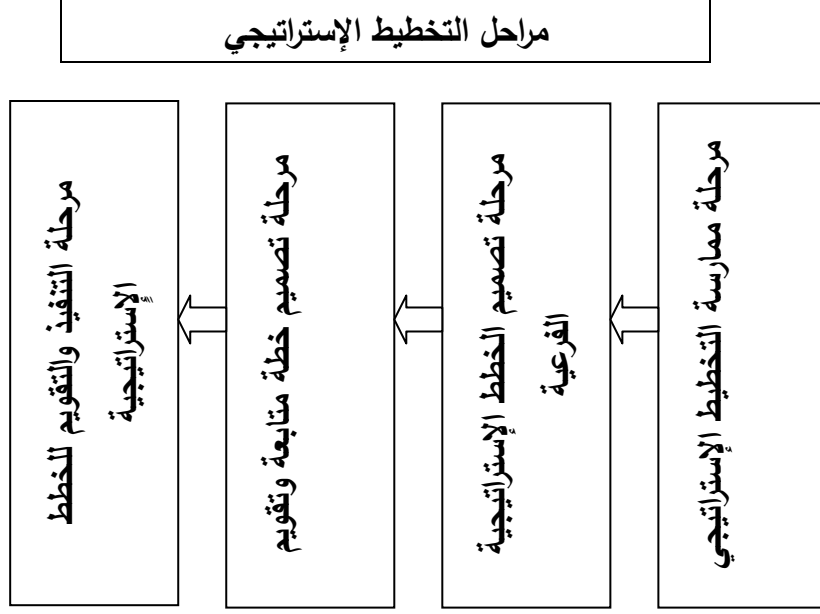 مراحل التخطيط الإستراتيجي
مرحلة ممارسة التخطيط الإستراتيجي
مرحلة تصميم الخطط الإستراتيجية
الفرعية
مرحلة تصميم خطة متابعة وتقويم
مرحلة التنفيذ والتقويم للخطط
الإستراتيجية